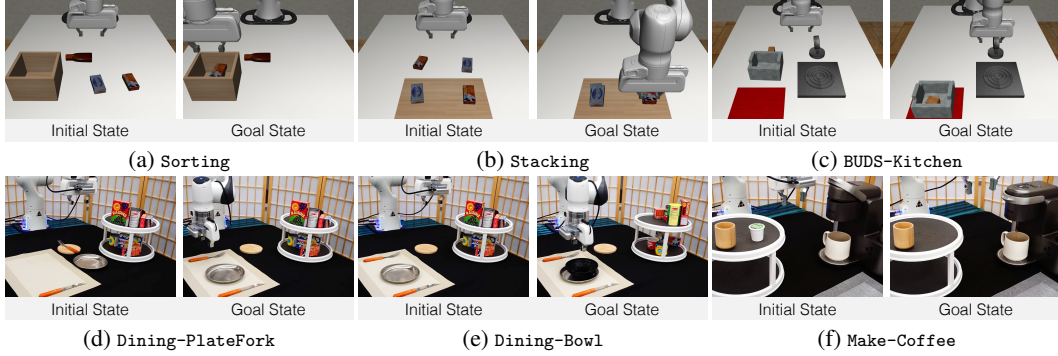 Initial State
Goal State
Initial State
Goal State
Initial State
Goal State
(a) Sorting
(b) Stacking
(c) BUDS-Kitchen
Initial State
Goal State
Initial State
Goal State
Initial State
Goal State
(d) Dining-PlateFork
(e) Dining-Bowl
(f) Make-Coffee